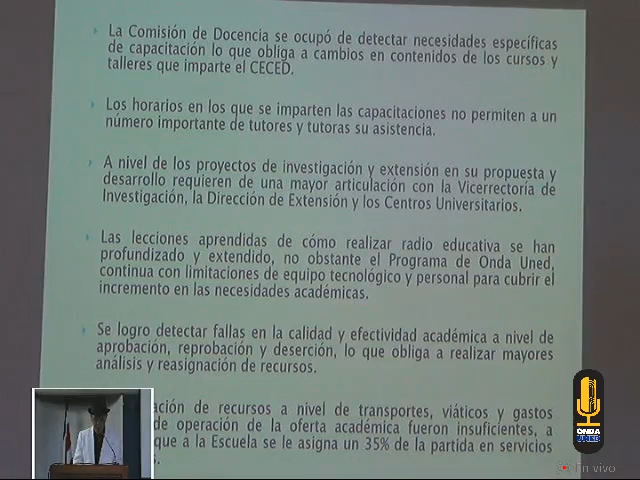 La Comisión de Docencia se ocupó de detectar necesidades específicas
de capacitación lo que obliga a cambios en contenidos de los cursos y
talleres que imparte el CECED.
Los horarios en los que se imparten las capacitaciones no permiten a un
número importante de tutores y tutoras su asistencia.
A nivel de los proyectos de investigación y extensión en su propuesta y
desarrollo requieren de una mayor articulación con la Vicerrectoría de
Investigación, la Dirección de Extensión y los Centros Universitarios.
Las lecciones aprendidas de cómo realizar radio educativa se han
profundizado y extendido, no obstante el Programa de Onda Uned,
continua con limitaciones de equipo tecnológico y personal para cubrir el
incremento en las necesidades académicas.
Se logro detectar fallas en la calidad y efectividad académica a nivel de
aprobación, reprobación y deserción, lo que obliga a realizar mayores
análisis y reasignación de recursos.
ación de recursos a nivel de transportes, viáticos y gastos
de operación de la oferta académica fueron insuficientes, a
que a la Escuela se le asigna un 35% de la partida en servicios
ONDA
UNED
En vivo